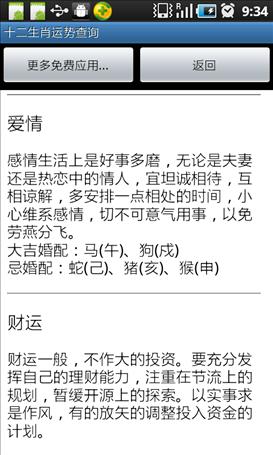 9:34
十二生肖运势查询
更多免费应用... 返回
爱情
感情生活上是好事多磨，无论是夫妻
还是热恋中的情人，宜坦诚相待，互
相谅解，多安排一点相处的时间，小
心维系感情，切不可意气用事，以免
劳燕分飞。
大吉婚配：马(午)、狗(戌)
忌婚配：蛇(己)、猪(亥)、猴(申)
财运
财运一般，不作大的投资。要充分发
挥自己的理财能力，注重在节流上的
规划，暂缓开源上的探索。以实事求
是作风，有的放矢的调整投入资金的
计划。